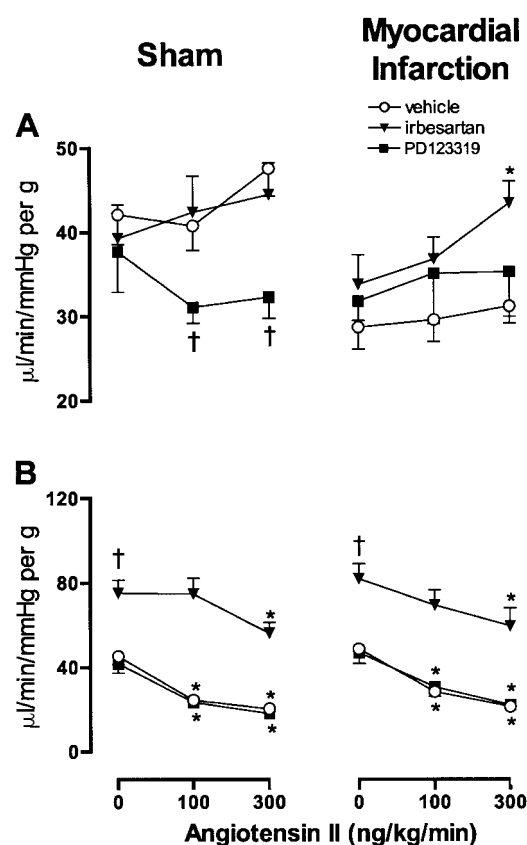 Sham
Myocardial
Infarction
vehicle
irbesartan
PD123319
A
50
40
30
20
µl/min/mmHg per g
*
† †
B
120
80
40
0
µl/min/mmHg per g
† †
* *
* * * *
* * * *
0 100 300 0 100 300
Angiotensin II (ng/kg/min)